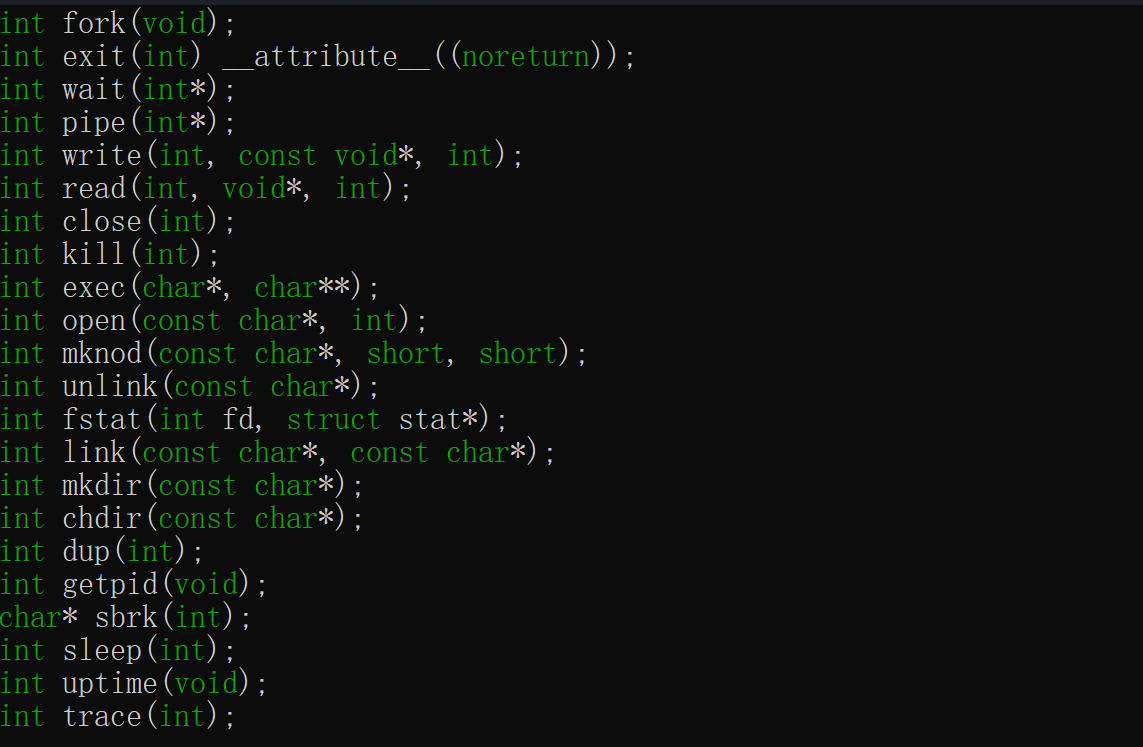 int fork(void);
int exit(int) __attribute__((noreturn));
int wait(int*);
int pipe(int*);
int write(int, const void*, int);
int read(int, void*, int);
int close(int);
int kill(int);
int exec(char*, char**);
int open(const char*, int);
int mknod(const char*, short, short);
int unlink(const char*);
int fstat(int fd, struct stat*);
int link(const char*, const char*);
int mkdir(const char*);
int chdir(const char*);
int dup(int);
int getpid(void);
char* sbrk(int);
int sleep(int);
int uptime(void);
int trace(int);